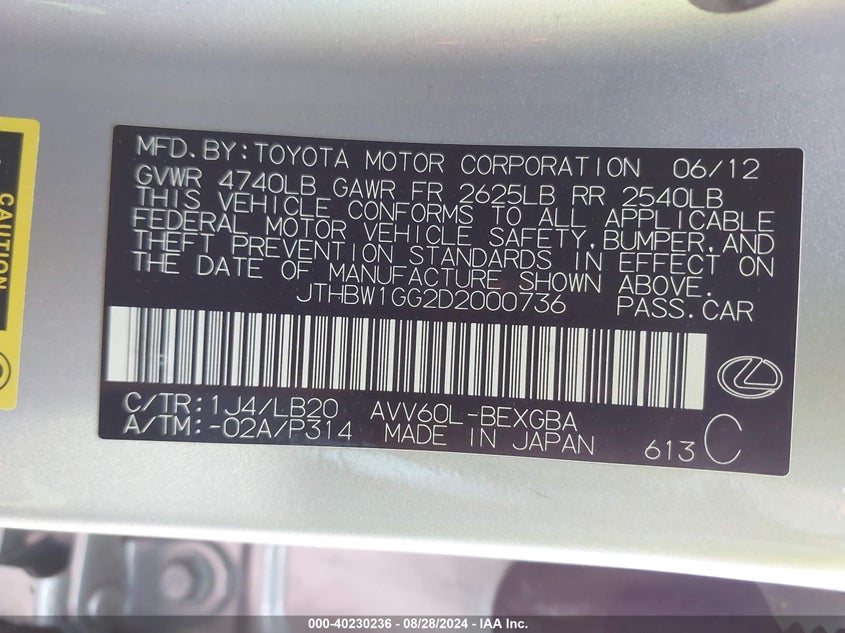 MFD.BY:TOYOTA MOTOR CORPORATION 06/12
GVWR 4740LB GAWR FR 2625LB RR 2540LB
THIS VEHICLE CONFORMS TO ALL APPLICABLE
FEDERAL MOTOR VEHICLE SAFETY,BUMPER,AND
THEFT PREVENTION STANDARDS IN EFFECT ON
THE DATE OF MANUFACTURE SHOWN ABOVE.
JTHBW1GG2D2000736 PASS.CAR
C/TR:1J4/LB20 AVV60L-BEXGBA
A/TM:-02A/P314 MADE IN JAPAN 613 C
CAUTION
000-40230236 - 08/28/2024 - IAA Inc.